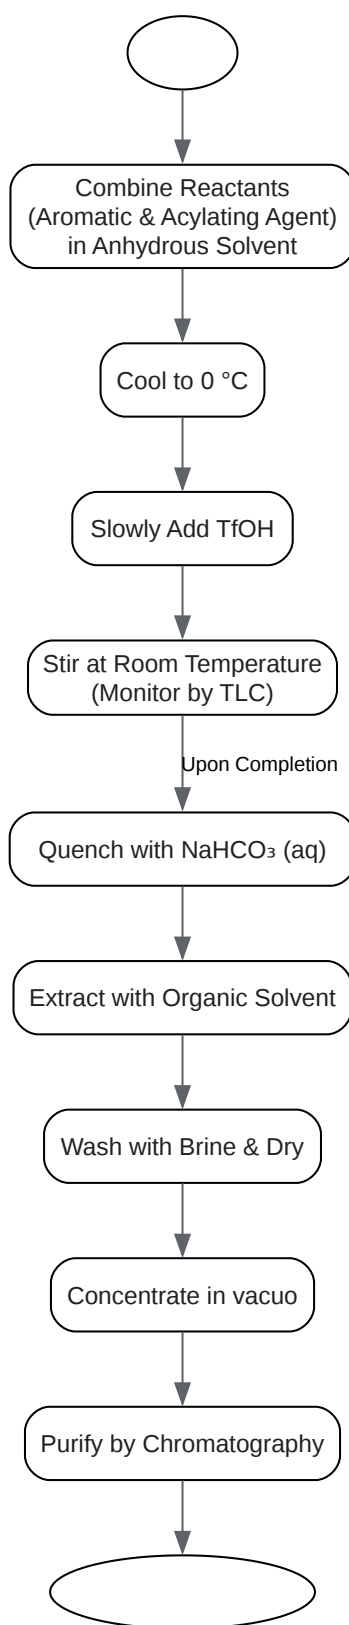 Combine Reactants
(Aromatic & Acylating Agent)
in Anhydrous Solvent
Cool to 0 °C
Slowly Add TfOH
Stir at Room Temperature
(Monitor by TLC)
Upon Completion
Quench with NaHCO₃ (aq)
Extract with Organic Solvent
Wash with Brine & Dry
Concentrate in vacuo
Purify by Chromatography